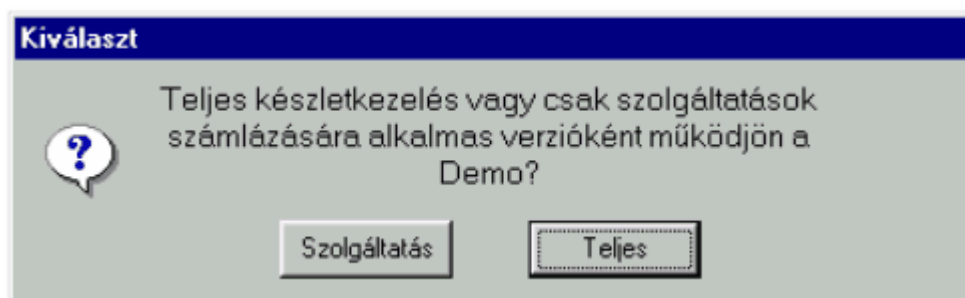 Kiválaszt
Teljes készletkezelés vagy csak szolgáltatások
számlázására alkalmas verzióként működjön a
Demo?
Szolgáltatás Teljes